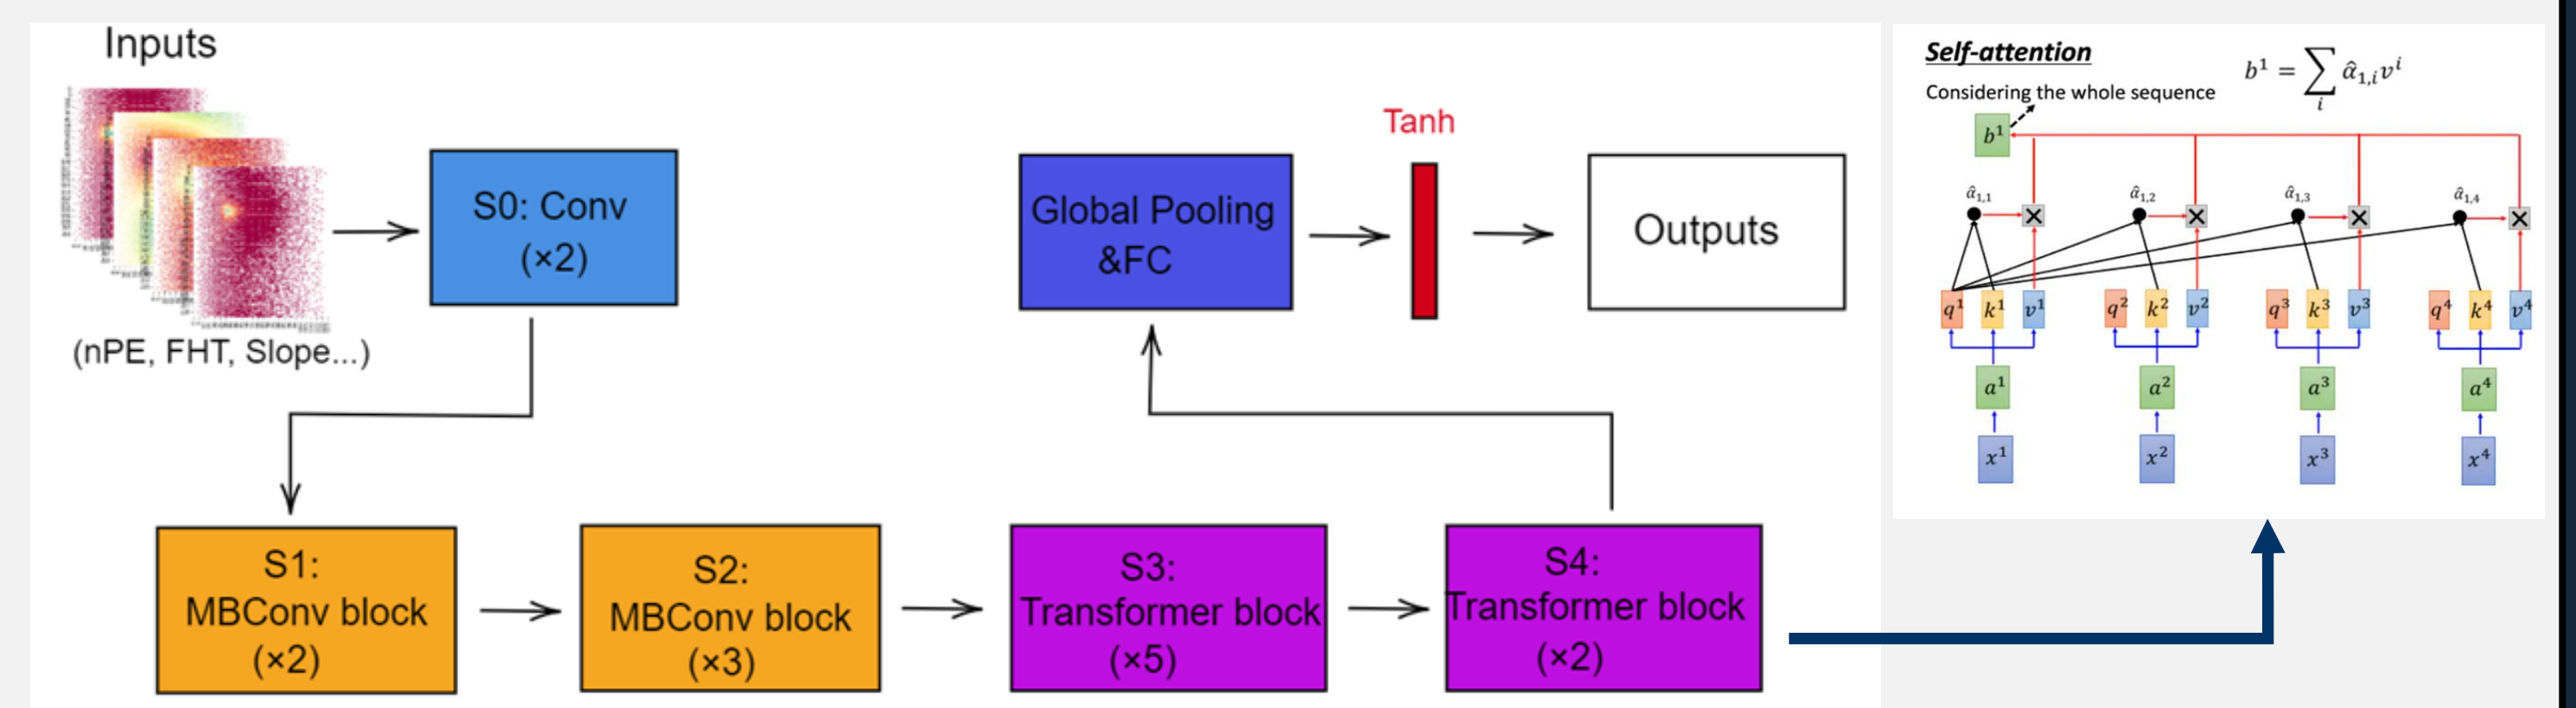 Inputs
(nPE, FHT, Slope...)
S0: Conv
(×2)
S1:
MBConv block
(×2)
S2:
MBConv block
(×3)
S3:
Transformer block
(×5)
S4:
Transformer block
(×2)
Global Pooling
&FC
Tanh
Outputs
Self-attention
b¹ = ∑ᵢ α̂₁,ᵢvⁱ
Considering the whole sequence
b¹
α̂₁,₁ α̂₁,₂ α̂₁,₃ α̂₁,₄
q¹ k¹ v¹ q² k² v² q³ k³ v³ q⁴ k⁴ v⁴
a¹ a² a³ a⁴
x¹ x² x³ x⁴